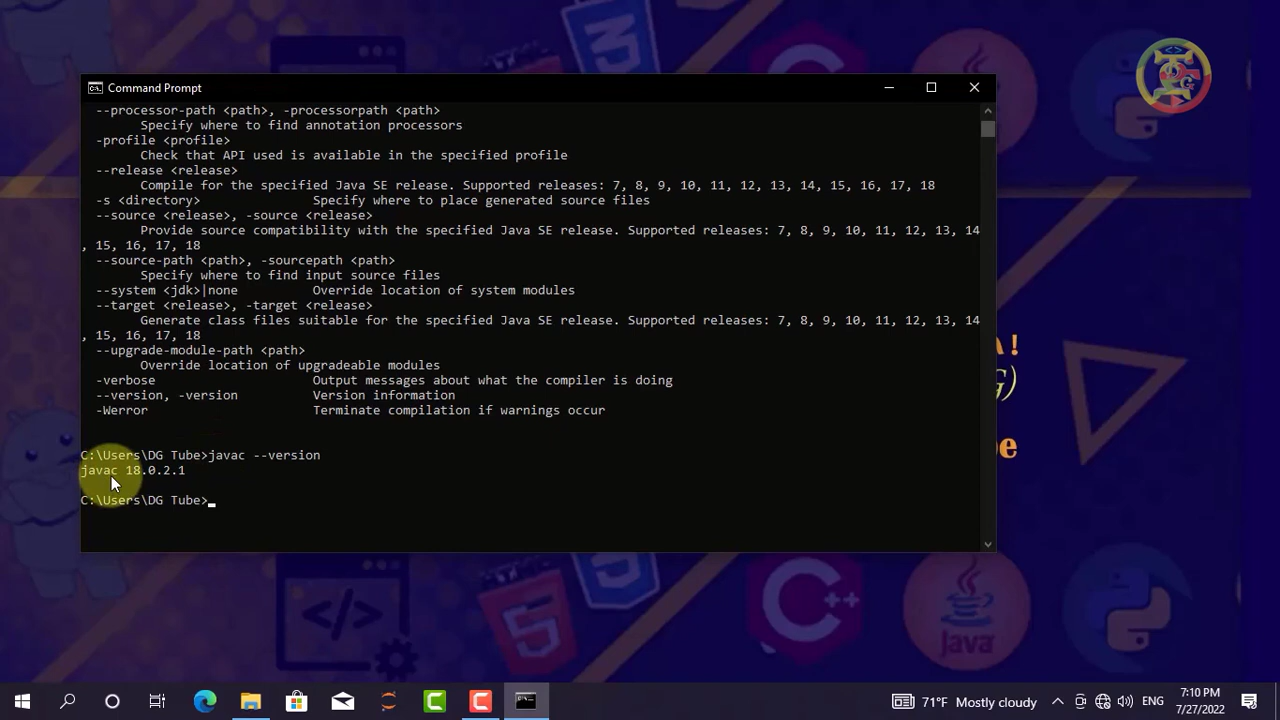 Command Prompt
--processor-path <path>, -processorpath <path>
Specify where to find annotation processors
-profile <profile>
Check that API used is available in the specified profile
--release <release>
Compile for the specified Java SE release. Supported releases: 7, 8, 9, 10, 11, 12, 13, 14, 15, 16, 17, 18
-s <directory> Specify where to place generated source files
--source <release>, -source <release>
Provide source compatibility with the specified Java SE release. Supported releases: 7, 8, 9, 10, 11, 12, 13, 14
, 15, 16, 17, 18
--source-path <path>, -sourcepath <path>
Specify where to find input source files
--system <jdk>|none Override location of system modules
--target <release>, -target <release>
Generate class files suitable for the specified Java SE release. Supported releases: 7, 8, 9, 10, 11, 12, 13, 14
, 15, 16, 17, 18
--upgrade-module-path <path>
Override location of upgradeable modules
-verbose Output messages about what the compiler is doing
--version, -version Version information
-Werror Terminate compilation if warnings occur
C:\Users\DG Tube>javac --version
javac 18.0.2.1
C:\Users\DG Tube>
C++
Java
71°F Mostly cloudy
ENG
7:10 PM
7/27/2022